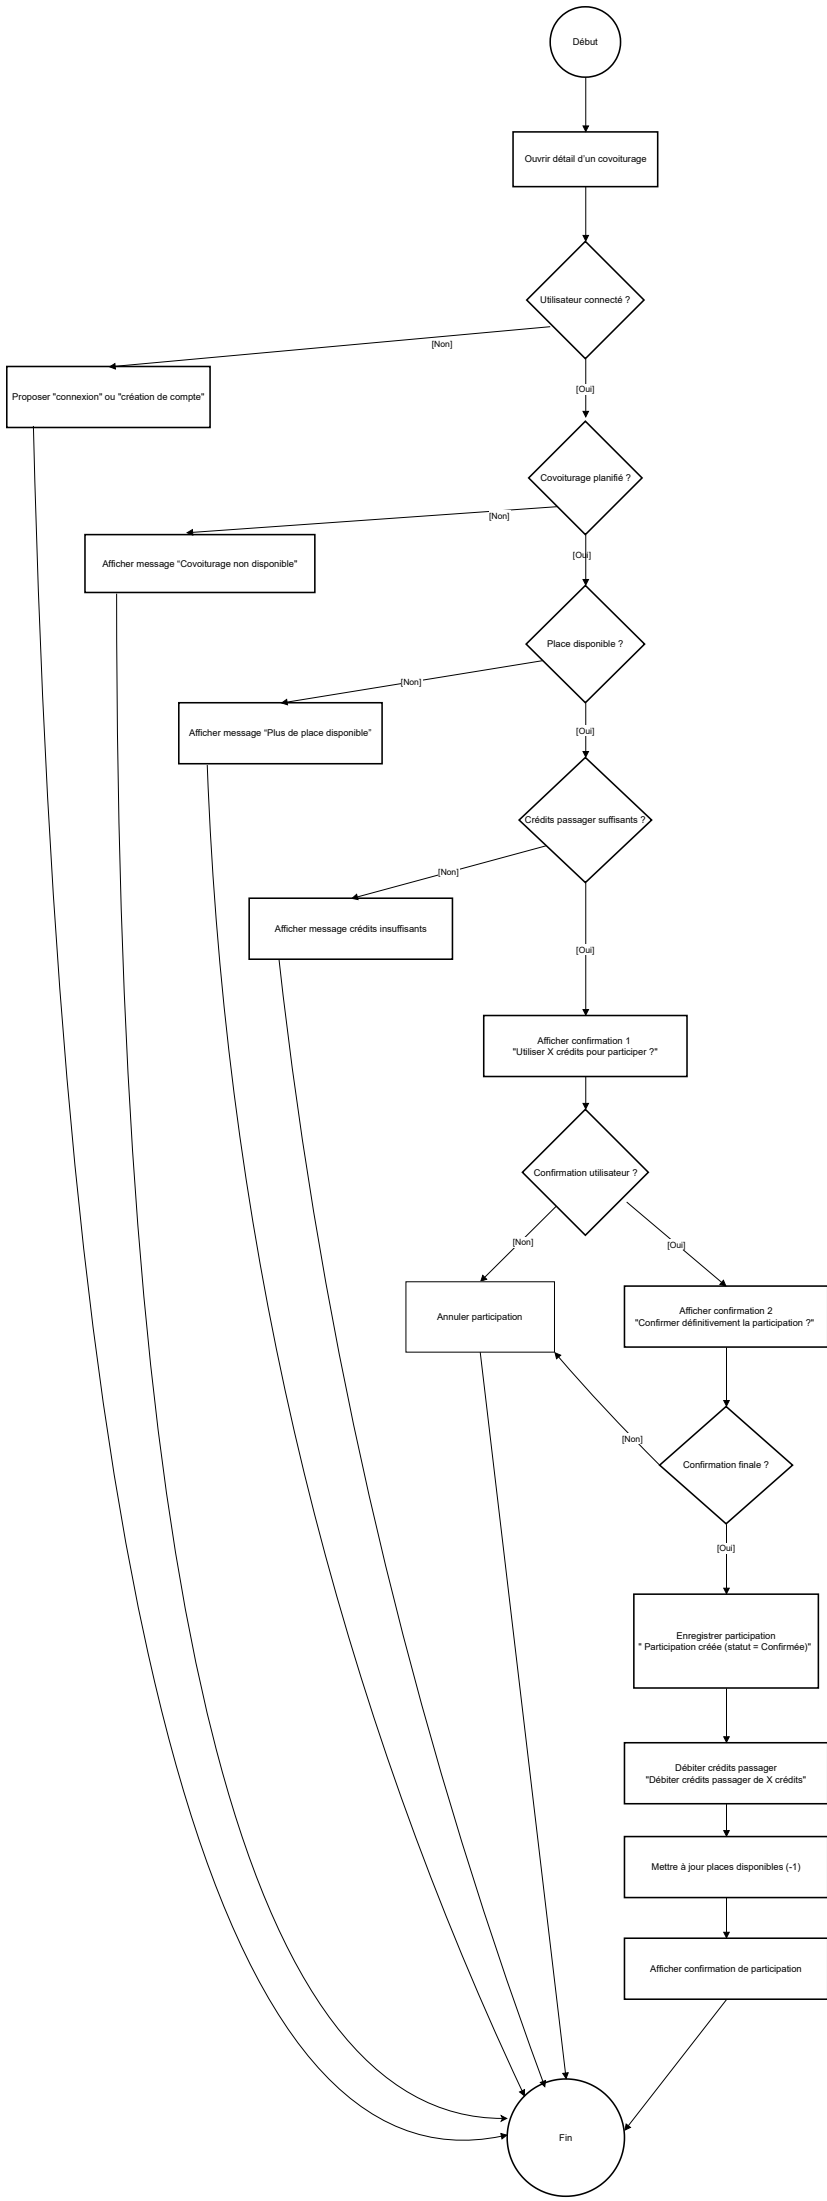 Début
Ouvrir détail d'un covoiturage
Utilisateur connecté ?
[Non]
[Oui]
Proposer "connexion" ou "création de compte"
Covoiturage planifié ?
[Non]
[Oui]
Afficher message “Covoiturage non disponible"
Place disponible ?
[Non]
[Oui]
Afficher message “Plus de place disponible”
Crédits passager suffisants ?
[Non]
[Oui]
Afficher message crédits insuffisants
Afficher confirmation 1
"Utiliser X crédits pour participer ?"
Confirmation utilisateur ?
[Non]
[Oui]
Annuler participation
Afficher confirmation 2
"Confirmer définitivement la participation ?"
Confirmation finale ?
[Non]
[Oui]
Enregistrer participation
" Participation créée (statut = Confirmée)"
Débiter crédits passager
"Débiter crédits passager de X crédits"
Mettre à jour places disponibles (-1)
Afficher confirmation de participation
Fin